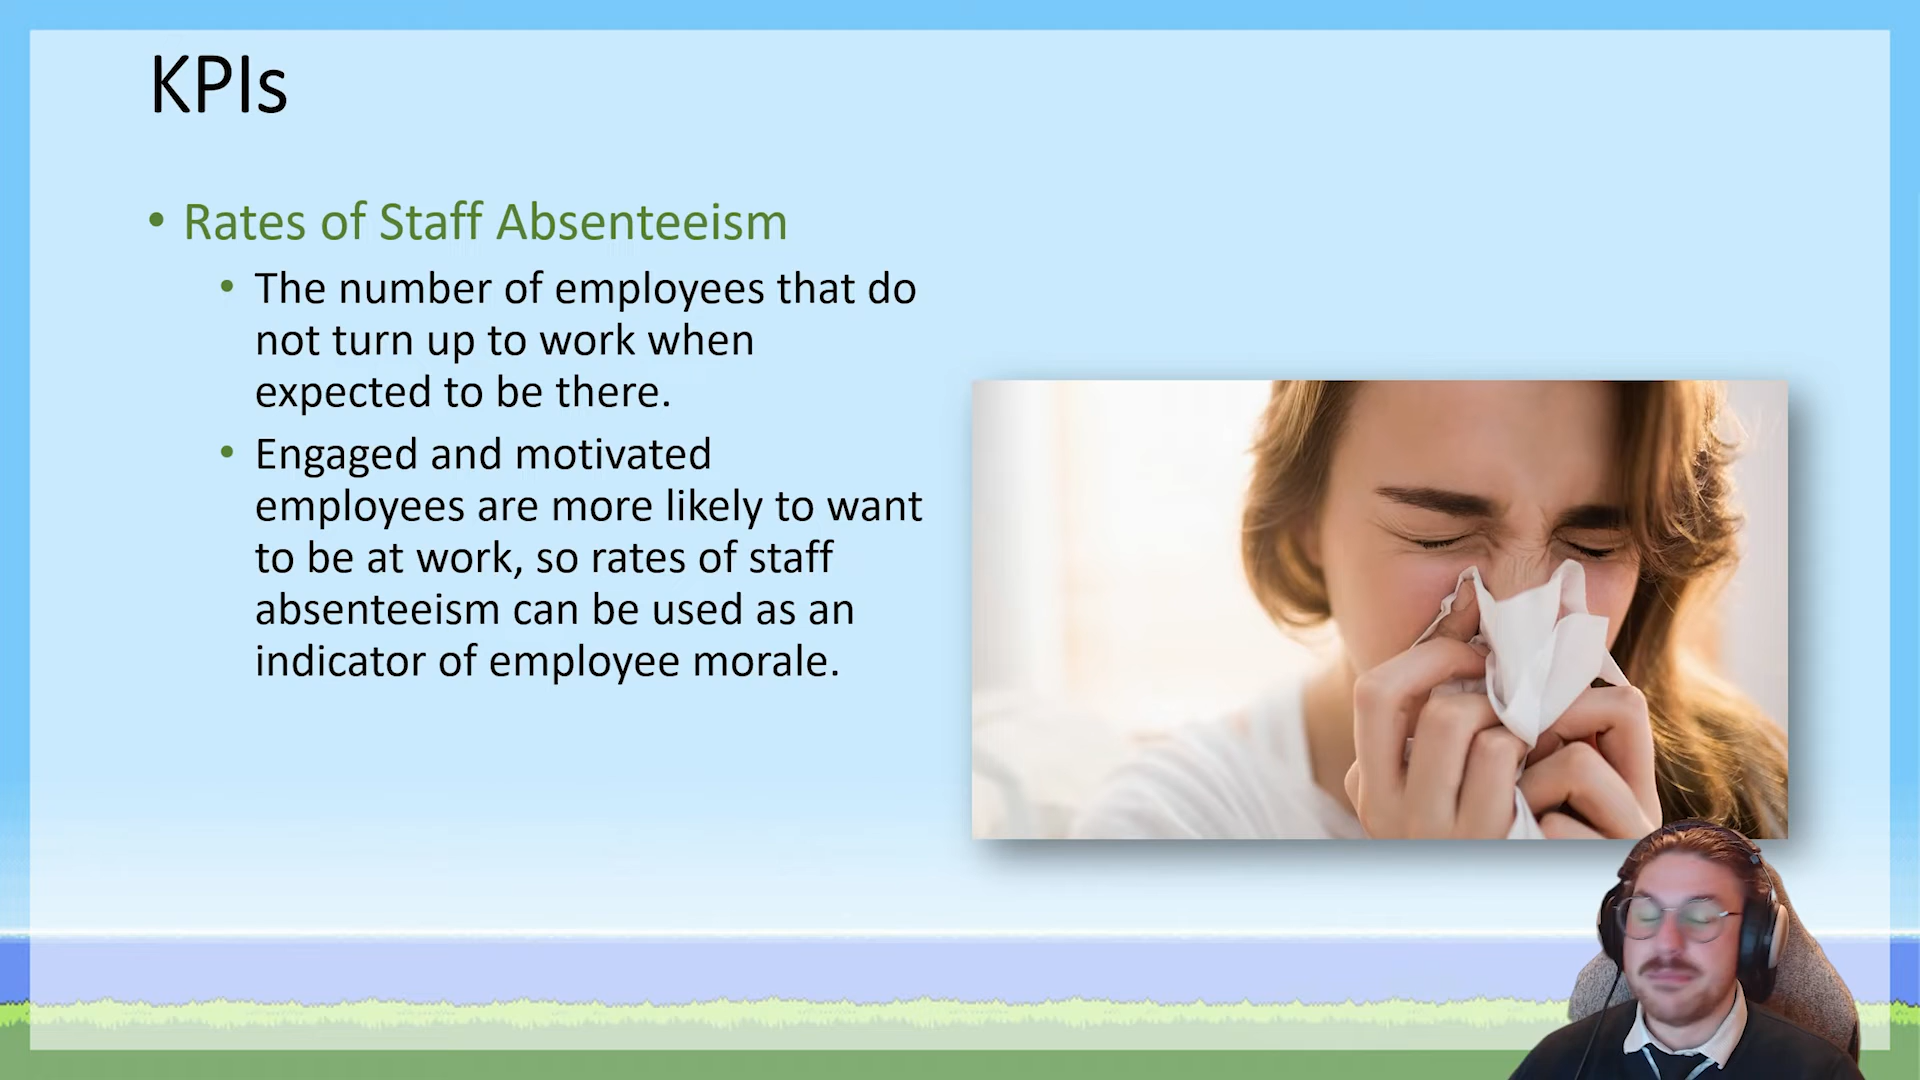 KPIs
• Rates of Staff Absenteeism
• The number of employees that do
not turn up to work when
expected to be there.
• Engaged and motivated
employees are more likely to want
to be at work, so rates of staff
absenteeism can be used as an
indicator of employee morale.